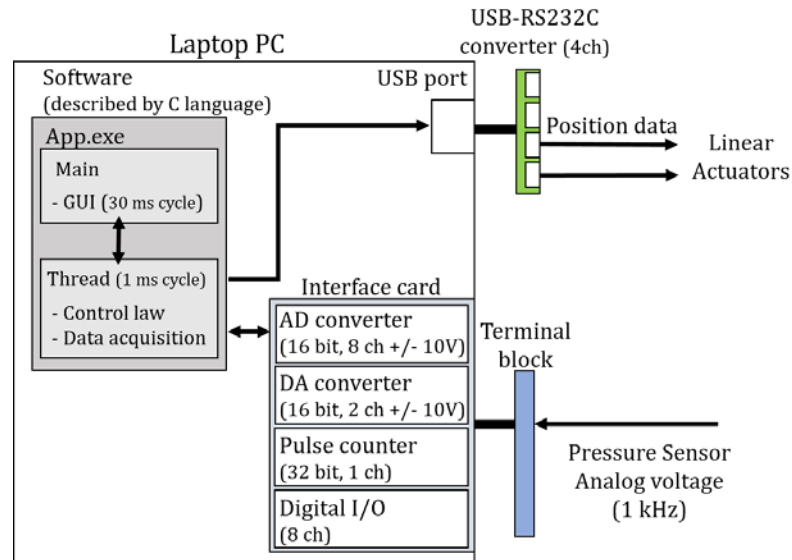 Laptop PC
Software
(described by C language)
App.exe
Main
- GUI (30 ms cycle)
Thread (1 ms cycle)
- Control law
- Data acquisition
USB port
USB-RS232C
converter (4ch)
Position data
Linear
Actuators
Interface card
AD converter
(16 bit, 8 ch +/- 10V)
DA converter
(16 bit, 2 ch +/- 10V)
Pulse counter
(32 bit, 1 ch)
Digital I/O
(8 ch)
Terminal
block
Pressure Sensor
Analog voltage
(1 kHz)